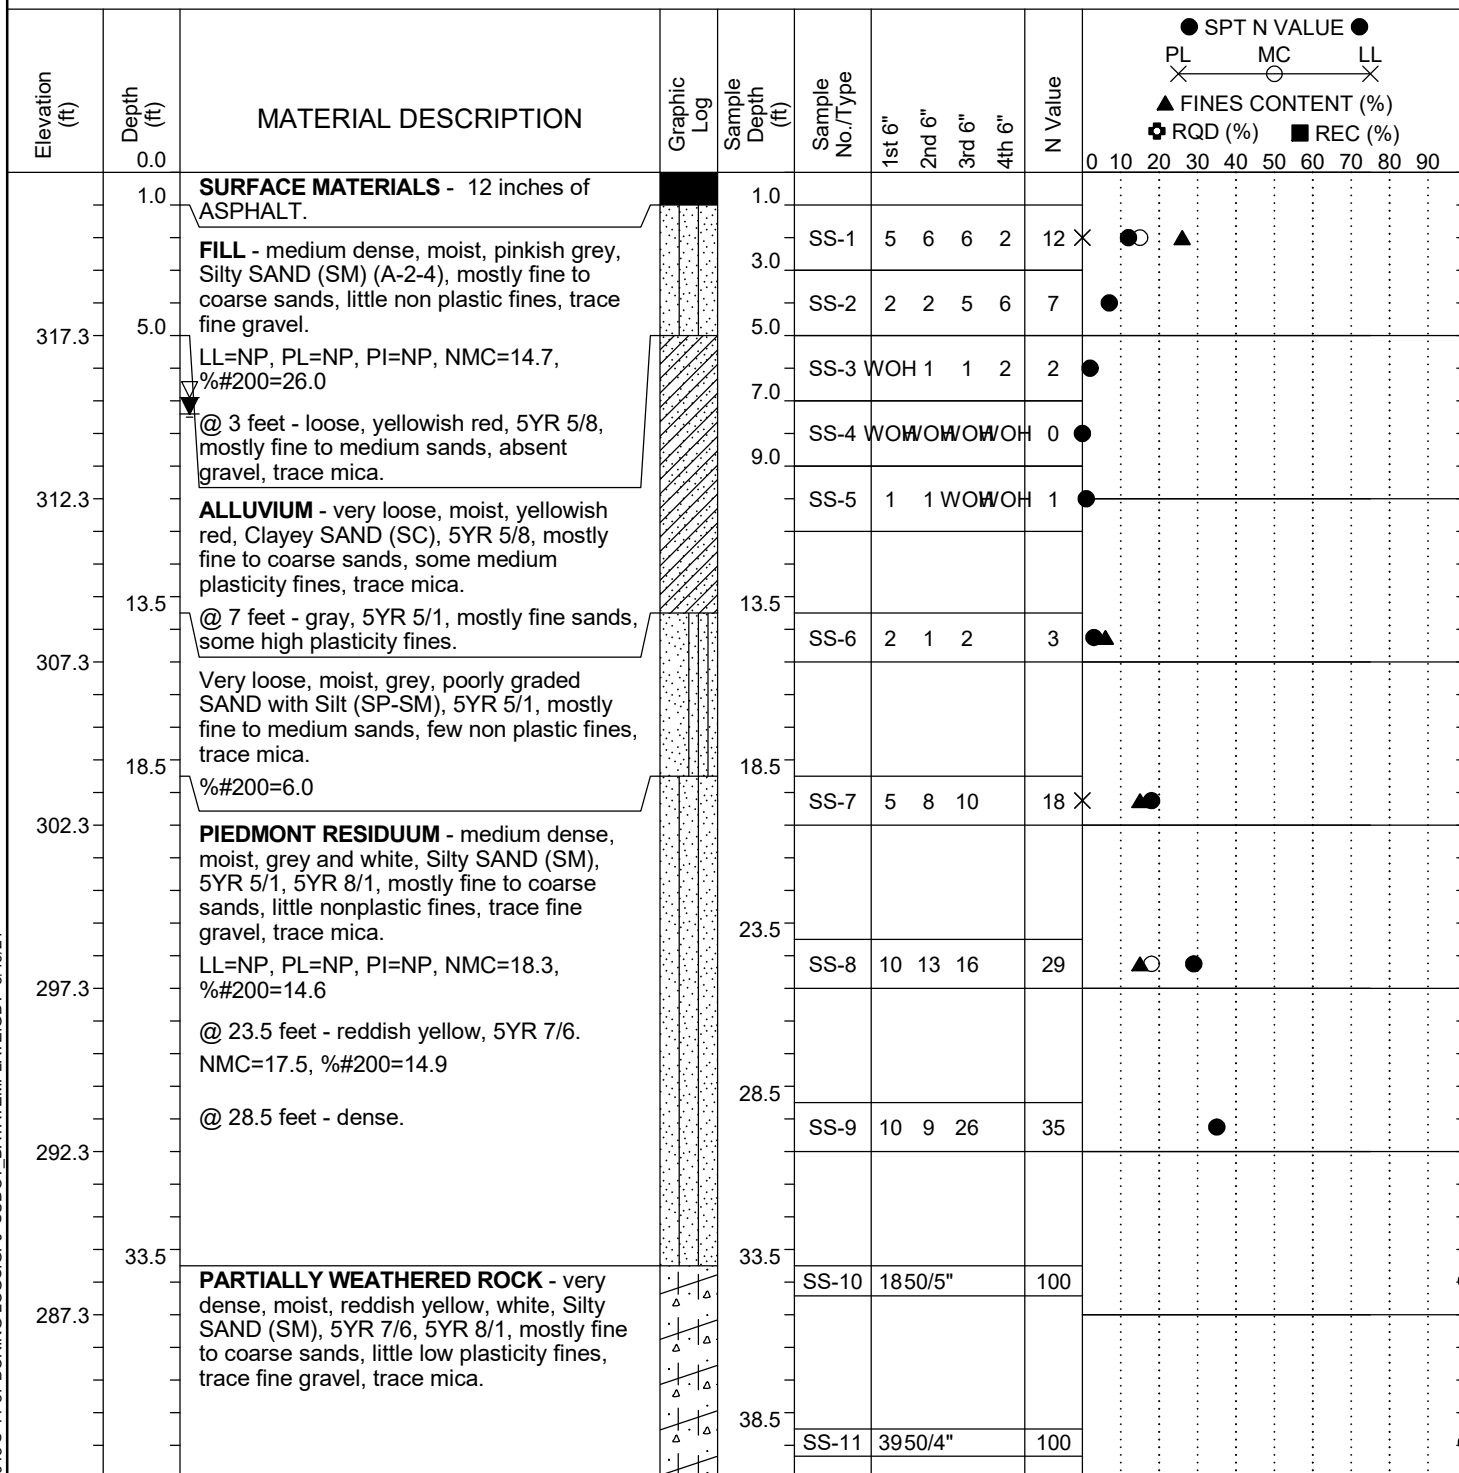 SPT N VALUE
PL MC LL
FINES CONTENT (%)
RQD (%) REC (%)
Elevation (ft)
Depth (ft)
0.0
MATERIAL DESCRIPTION
Graphic Log
Sample Depth (ft)
Sample No./Type
1st 6"
2nd 6"
3rd 6"
4th 6"
N Value
0 10 20 30 40 50 60 70 80 90
SURFACE MATERIALS - 12 inches of
ASPHALT.
1.0
1.0
FILL - medium dense, moist, pinkish grey,
Silty SAND (SM) (A-2-4), mostly fine to
coarse sands, little non plastic fines, trace
fine gravel.
SS-1 5 6 6 2 12
3.0
SS-2 2 2 5 6 7
317.3
5.0
5.0
LL=NP, PL=NP, PI=NP, NMC=14.7,
%#200=26.0
SS-3 WOH 1 1 2 2
7.0
@ 3 feet - loose, yellowish red, 5YR 5/8,
mostly fine to medium sands, absent
gravel, trace mica.
SS-4 WOH WOH WOH WOH 0
9.0
312.3
ALLUVIUM - very loose, moist, yellowish
red, Clayey SAND (SC), 5YR 5/8, mostly
fine to coarse sands, some medium
plasticity fines, trace mica.
SS-5 1 1 WOH WOH 1
13.5
13.5
@ 7 feet - gray, 5YR 5/1, mostly fine sands,
some high plasticity fines.
SS-6 2 1 2 3
307.3
Very loose, moist, grey, poorly graded
SAND with Silt (SP-SM), 5YR 5/1, mostly
fine to medium sands, few non plastic fines,
trace mica.
18.5
18.5
%#200=6.0
SS-7 5 8 10 18
302.3
PIEDMONT RESIDUUM - medium dense,
moist, grey and white, Silty SAND (SM),
5YR 5/1, 5YR 8/1, mostly fine to coarse
sands, little nonplastic fines, trace fine
gravel, trace mica.
23.5
LL=NP, PL=NP, PI=NP, NMC=18.3,
%#200=14.6
SS-8 10 13 16 29
297.3
@ 23.5 feet - reddish yellow, 5YR 7/6.
NMC=17.5, %#200=14.9
28.5
@ 28.5 feet - dense.
SS-9 10 9 26 35
292.3
33.5
33.5
PARTIALLY WEATHERED ROCK - very
dense, moist, reddish yellow, white, Silty
SAND (SM), 5YR 7/6, 5YR 8/1, mostly fine
to coarse sands, little low plasticity fines,
trace fine gravel, trace mica.
SS-10 18 50/5" 100
287.3
38.5
SS-11 39 50/4" 100